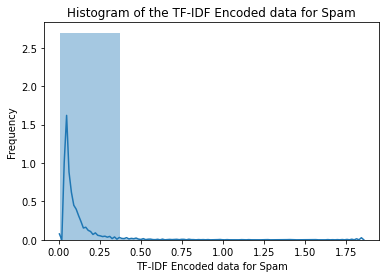 Histogram of the TF-IDF Encoded data for Spam
Frequency
2.5
2.0
1.5
1.0
0.5
0.0
0.00 0.25 0.50 0.75 1.00 1.25 1.50 1.75
TF-IDF Encoded data for Spam